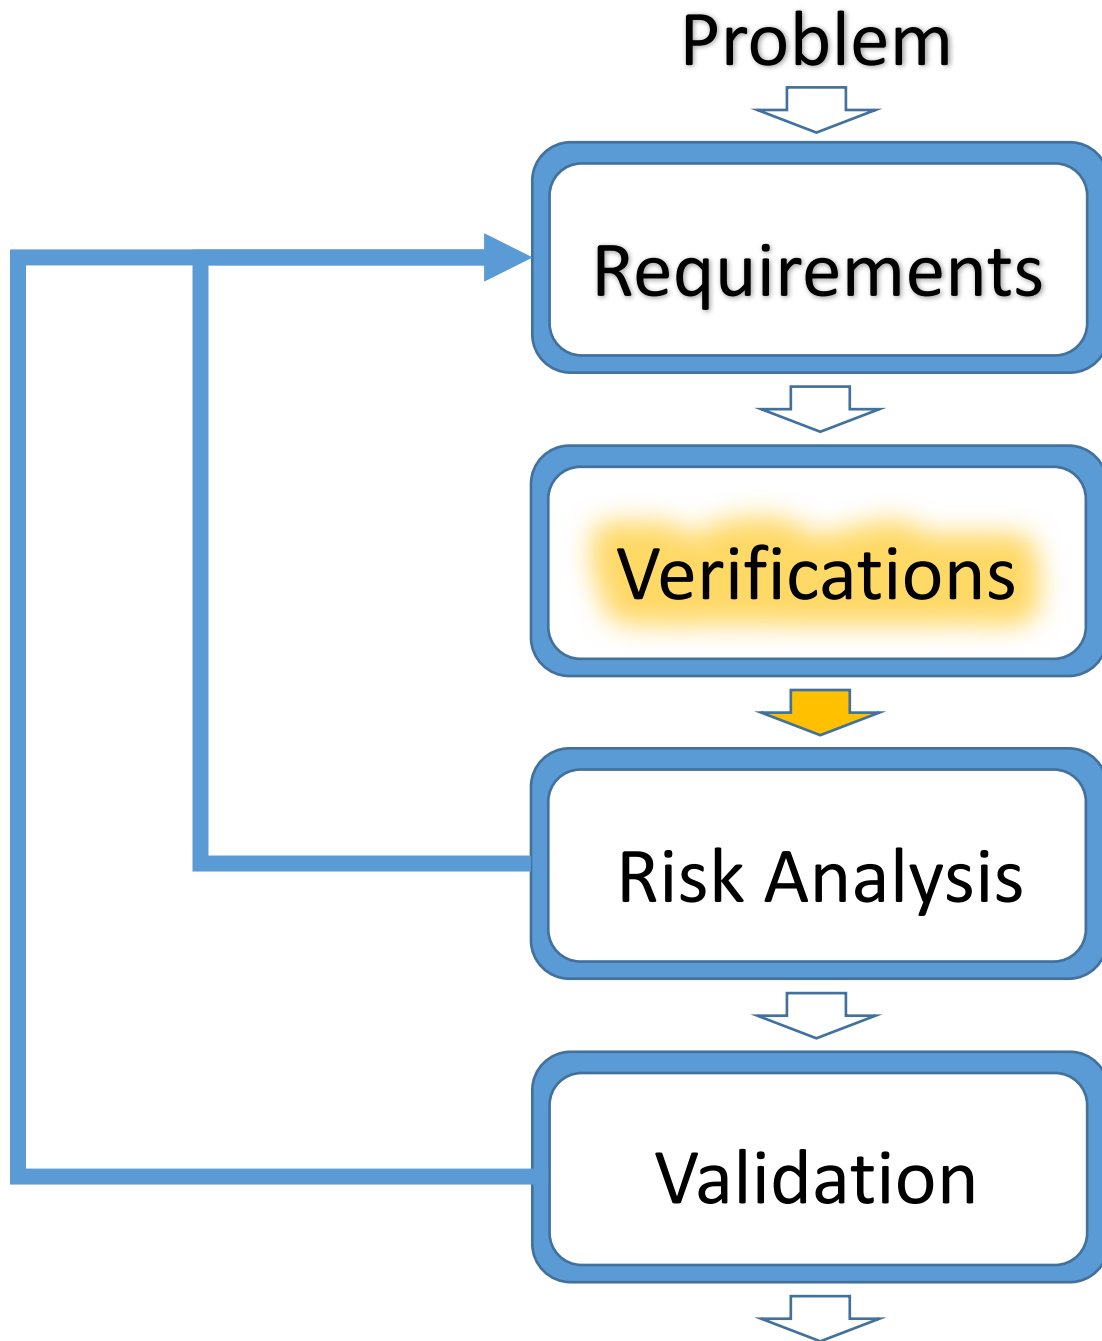 Problem
Requirements
Verifications
Risk Analysis
Validation